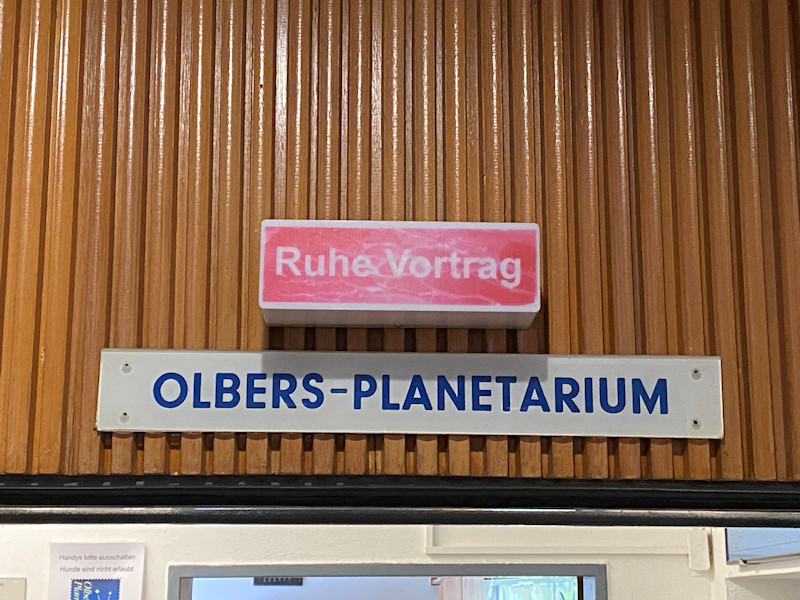 Ruhe Vortrag
OLBERS-PLANETARIUM
Handys bitte ausschalten
Hunde sind nicht erlaubt